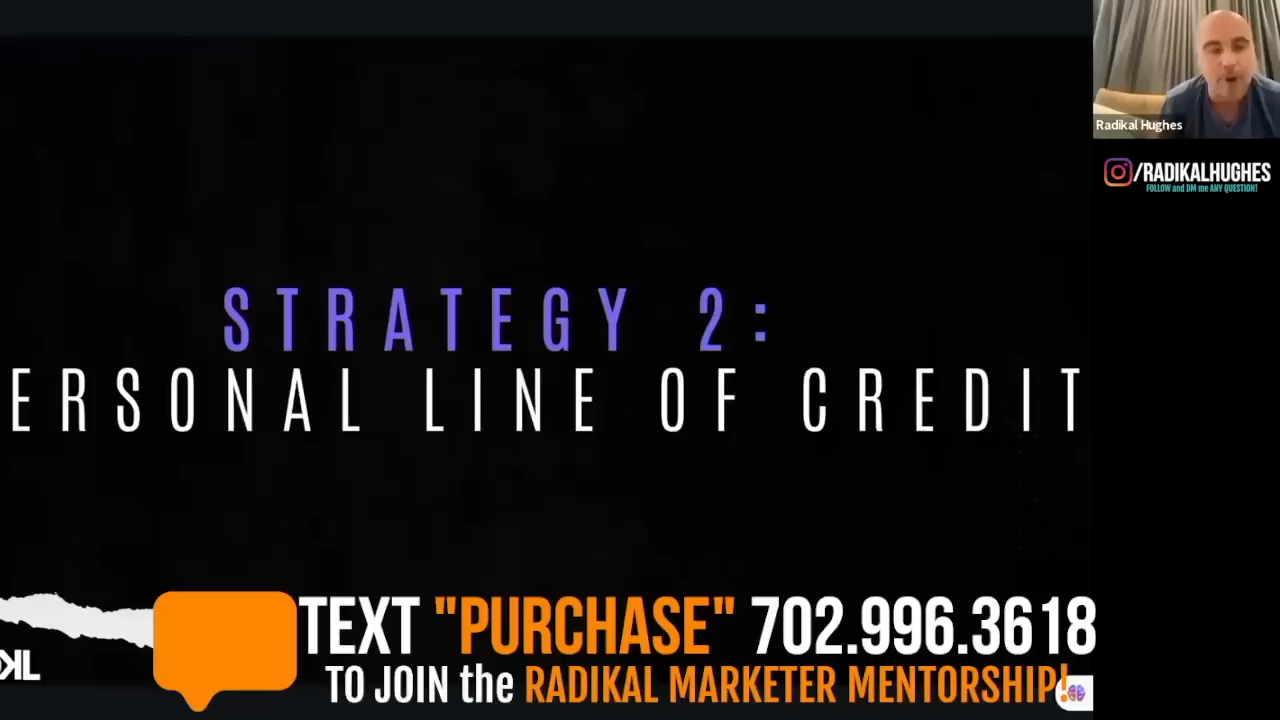 Radikal Hughes
/RADIKALHUGHES
FOLLOW and DM me ANY QUESTION!
STRATEGY 2:
ERSONAL LINE OF CREDIT
TEXT "PURCHASE" 702.996.3618
TO JOIN the RADIKAL MARKETER MENTORSHIP!